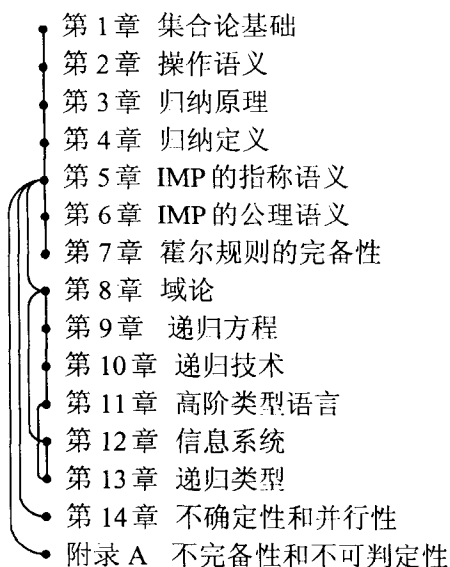 第1章 集合论基础
第2章 操作语义
第3章 归纳原理
第4章 归纳定义
第5章 IMP的指称语义
第6章 IMP的公理语义
第7章 霍尔规则的完备性
第8章 域论
第9章 递归方程
第10章 递归技术
第11章 高阶类型语言
第12章 信息系统
第13章 递归类型
第14章 不确定性和并行性
附录A 不完备性和不可判定性